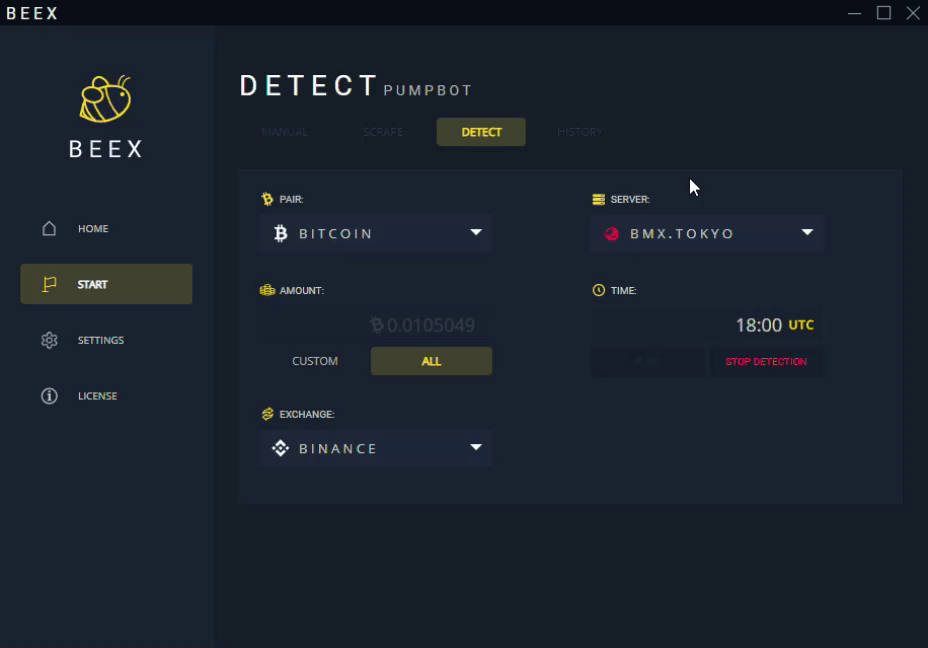 BEEX
BEEX
HOME
START
SETTINGS
LICENSE
DETECT PUMPBOT
MANUAL SCRAPE DETECT HISTORY
PAIR: SERVER:
BITCOIN BMX.TOKYO
AMOUNT: TIME:
0.0105049 18:00 UTC
CUSTOM ALL STOP DETECTION
EXCHANGE:
BINANCE